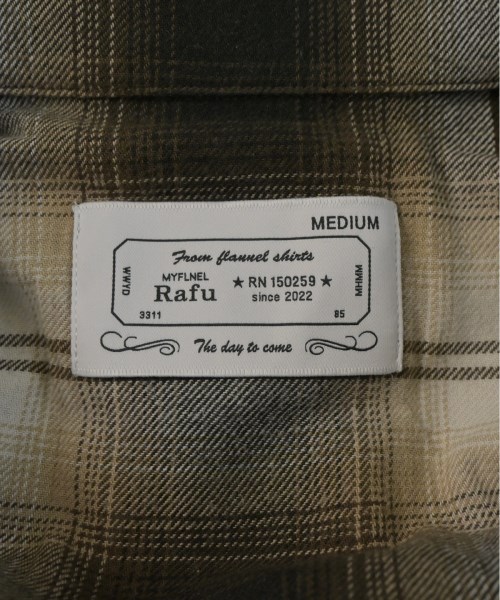 MEDIUM
From flannel shirts
WWYD
MYFLNEL
Rafu
★ RN 150259 ★
since 2022
MHMM
3311
85
The day to come